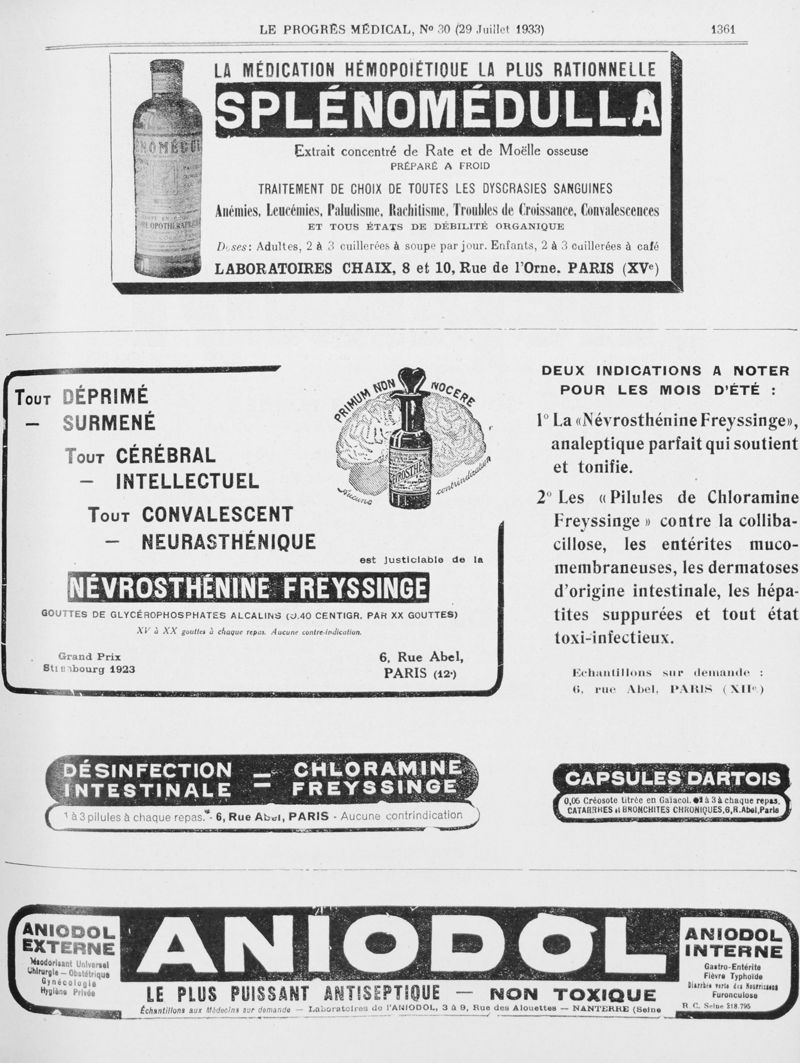 LE PROGRÈS MÉDICAL, No 30 (29 Juillet 1933)
1361
LA MÉDICATION HÉMOPOÏÉTIQUE LA PLUS RATIONNELLE
SPLÉNOMÉDULLA
Extrait concentré de Rate et de Moëlle osseuse
PRÉPARÉ A FROID
TRAITEMENT DE CHOIX DE TOUTES LES DYSCRASIES SANGUINES
Anémies, Leucémies, Paludisme, Rachitisme, Troubles de Croissance, Convalescences
ET TOUS ÉTATS DE DÉBILITÉ ORGANIQUE
Doses: Adultes, 2 à 3 cuillerées à soupe par jour. Enfants, 2 à 3 cuillerées à café
LABORATOIRES CHAIX, 8 et 10, Rue de l'Orne. PARIS (XVe)
TOUT DÉPRIMÉ
— SURMENÉ
TOUT CÉRÉBRAL
— INTELLECTUEL
TOUT CONVALESCENT
— NEURASTHÉNIQUE
PRIMUM NON NOCERE
Aucune contrindication
est justiciable de la
NÉVROSTHÉNINE FREYSSINGE
GOUTTES DE GLYCÉROPHOSPHATES ALCALINS (0.40 CENTIGR. PAR XX GOUTTES)
XV à XX gouttes à chaque repas. Aucune contre-indication.
Grand Prix
Strasbourg 1923
6, Rue Abel,
PARIS (12e)
DEUX INDICATIONS A NOTER
POUR LES MOIS D'ÉTÉ :
1° La «Névrosthénine Freyssinge»,
analeptique parfait qui soutient
et tonifie.
2° Les « Pilules de Chloramine
Freyssinge » contre la colliba-
cillose, les entérites muco-
membraneuses, les dermatoses
d'origine intestinale, les hépa-
tites suppurées et tout état
toxi-infectieux.
Echantillons sur demande :
6, rue Abel, PARIS (XIIe)
DÉSINFECTION INTESTINALE = CHLORAMINE FREYSSINGE
1 à 3 pilules à chaque repas. - 6, Rue Abel, PARIS - Aucune contrindication
CAPSULES DARTOIS
0,05 Créosote titrée en Gaïacol. 2 à 3 à chaque repas.
CATARRHES et BRONCHITES CHRONIQUES, 6, R. Abel, Paris
ANIODOL
EXTERNE
Désodorisant Universel
Chirurgie — Obstétrique
Gynécologie
Hygiène Privée
ANIODOL
LE PLUS PUISSANT ANTISEPTIQUE — NON TOXIQUE
Échantillons aux Médecins sur demande — Laboratoires de l'ANIODOL, 3 à 9, Rue des Alouettes — NANTERRE (Seine
ANIODOL
INTERNE
Gastro-Entérite
Fièvre Typhoïde
Diarrhée verte des Nourrissons
Furonculose
R. C. Seine 218.795